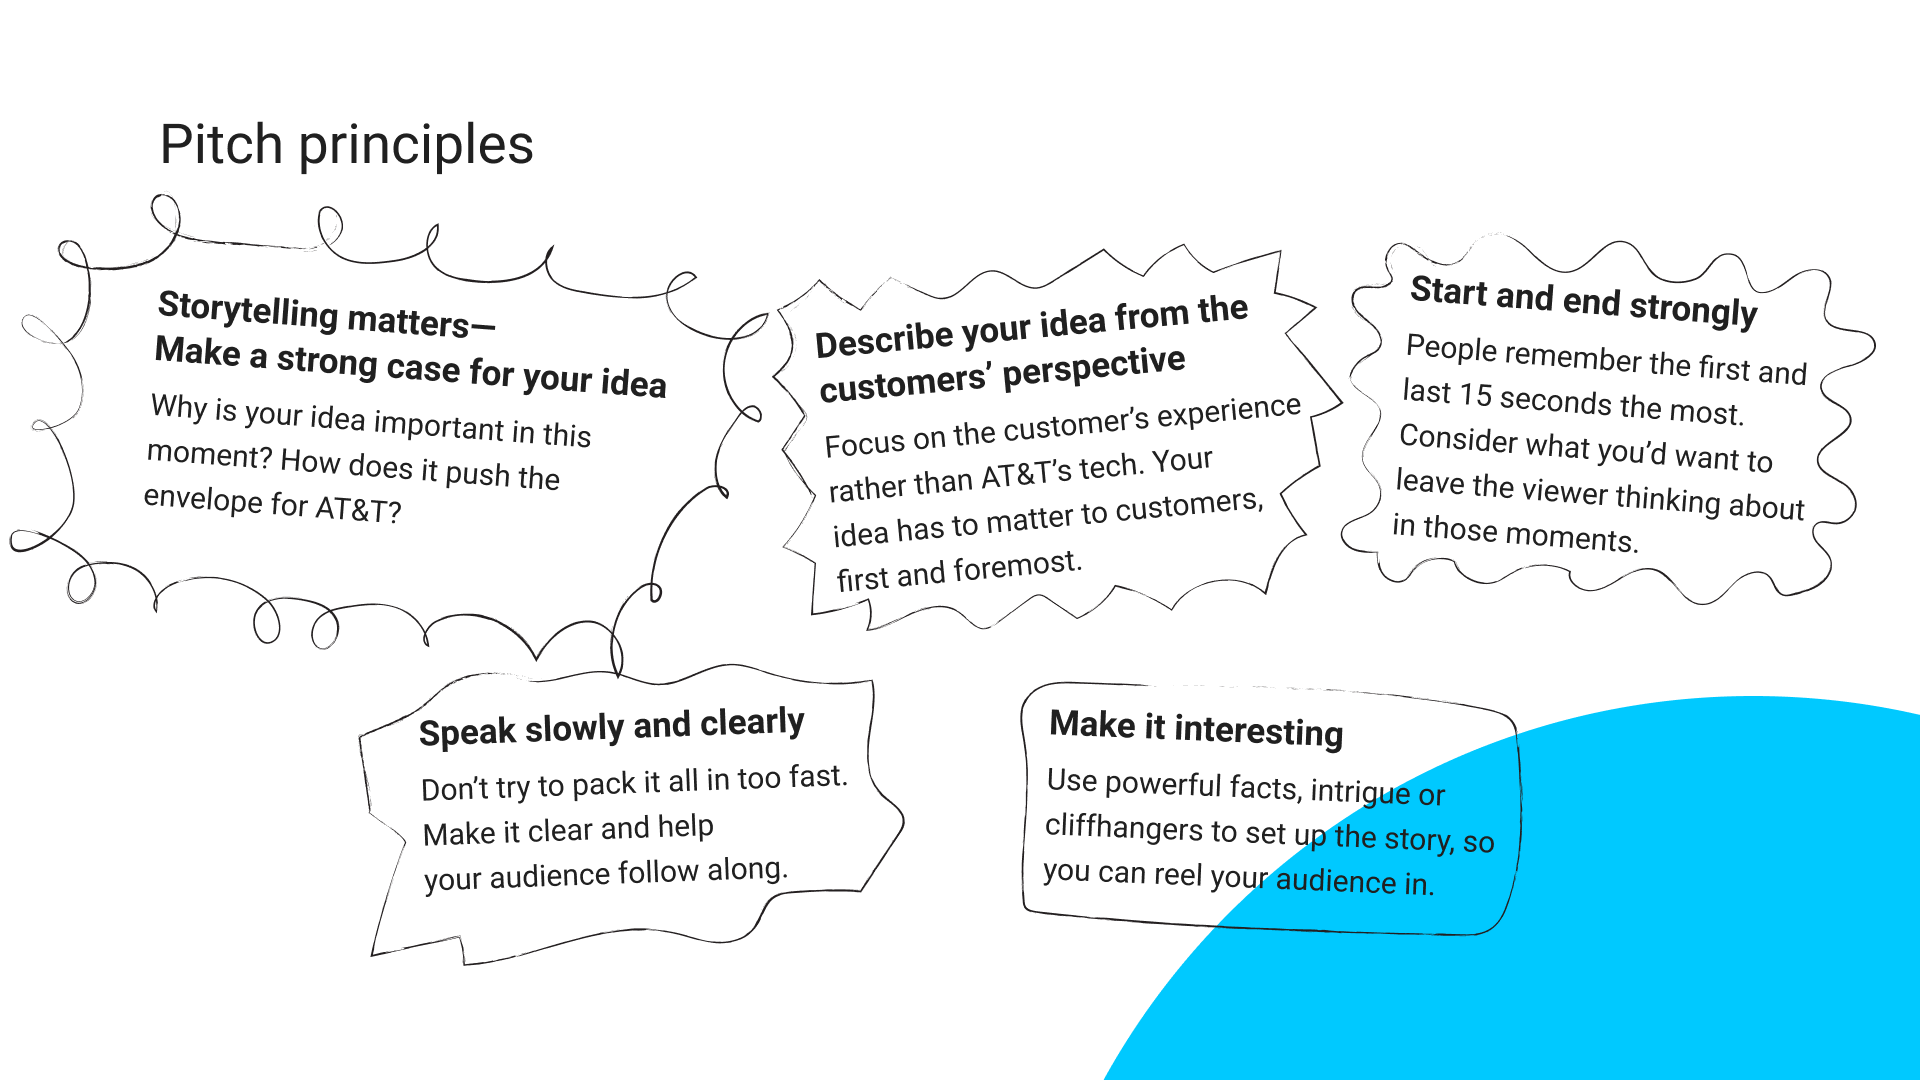 Pitch principles
Storytelling matters—
Make a strong case for your idea
Why is your idea important in this
moment? How does it push the
envelope for AT&T?
Describe your idea from the
customers’ perspective
Focus on the customer’s experience
rather than AT&T’s tech. Your
idea has to matter to customers,
first and foremost.
Start and end strongly
People remember the first and
last 15 seconds the most.
Consider what you’d want to
leave the viewer thinking about
in those moments.
Speak slowly and clearly
Don’t try to pack it all in too fast.
Make it clear and help
your audience follow along.
Make it interesting
Use powerful facts, intrigue or
cliffhangers to set up the story, so
you can reel your audience in.